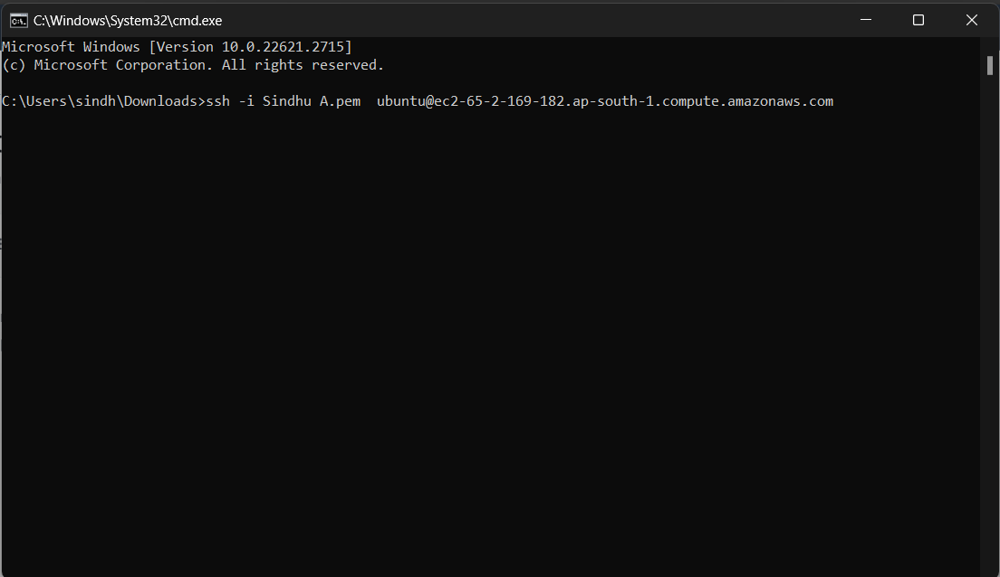 C:\Windows\System32\cmd.exe
Microsoft Windows [Version 10.0.22621.2715]
(c) Microsoft Corporation. All rights reserved.
C:\Users\sindh\Downloads>ssh -i Sindhu A.pem  ubuntu@ec2-65-2-169-182.ap-south-1.compute.amazonaws.com